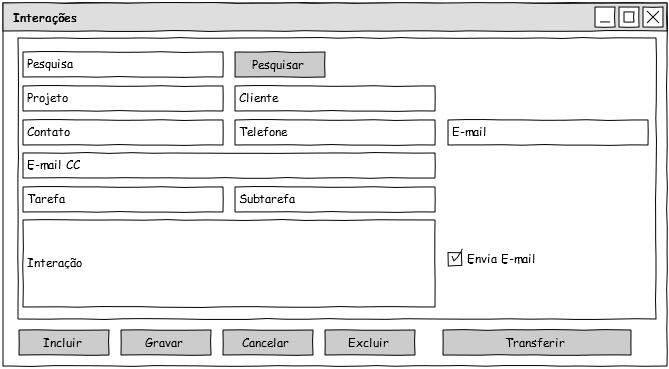 Interações
Pesquisa Pesquisar
Projeto Cliente
Contato Telefone E-mail
E-mail CC
Tarefa Subtarefa
Interação Envia E-mail
Incluir Gravar Cancelar Excluir Transferir